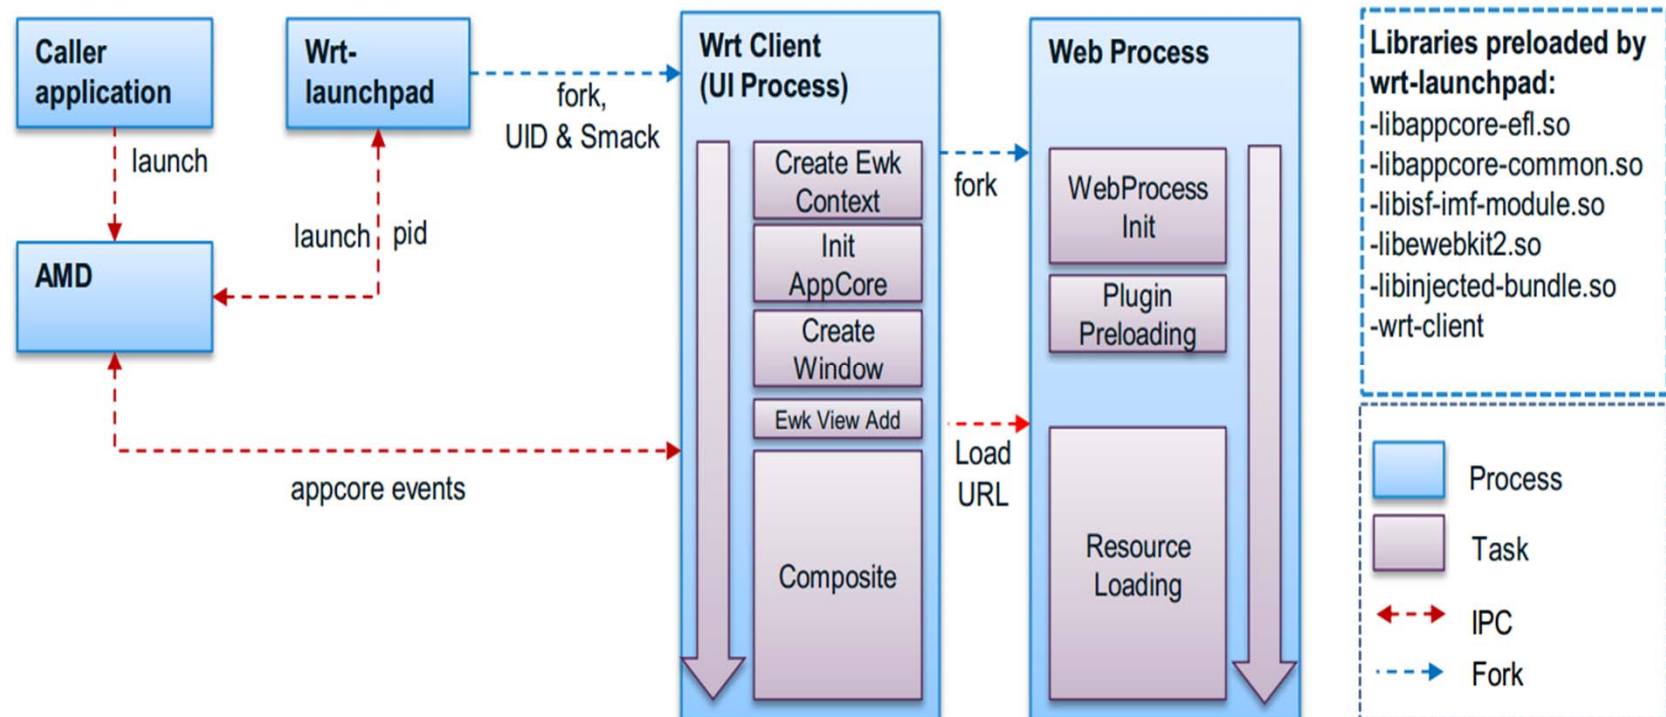 Caller
application
launch
AMD
Wrt-
launchpad
launch
pid
fork,
UID & Smack
appcore events
Wrt Client
(UI Process)
Create Ewk
Context
Init
AppCore
Create
Window
Ewk View Add
Composite
fork
Load
URL
Web Process
WebProcess
Init
Plugin
Preloading
Resource
Loading
Libraries preloaded by
wrt-launchpad:
-libappcore-efl.so
-libappcore-common.so
-libisf-imf-module.so
-libewebkit2.so
-libinjected-bundle.so
-wrt-client
Process
Task
IPC
Fork